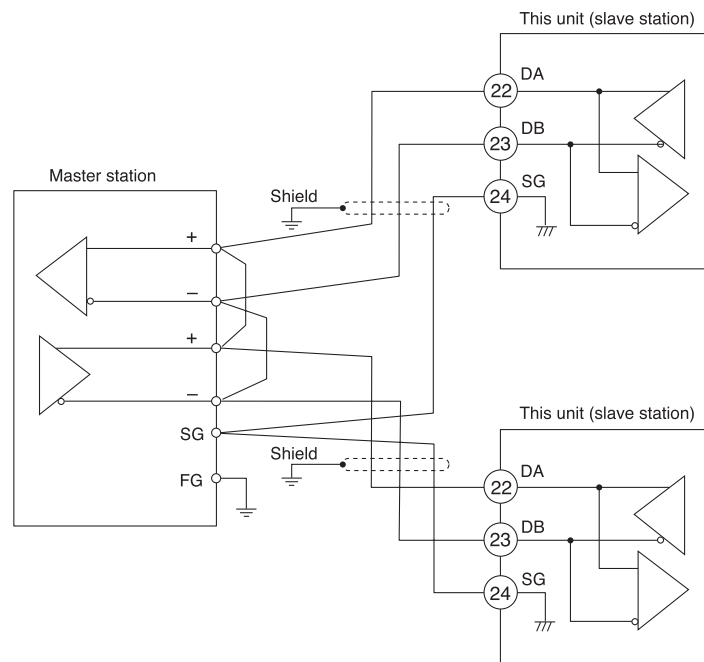 This unit (slave station)
22 DA
23 DB
24 SG
Master station
Shield
+
−
+
−
SG
FG
This unit (slave station)
Shield
22 DA
23 DB
24 SG